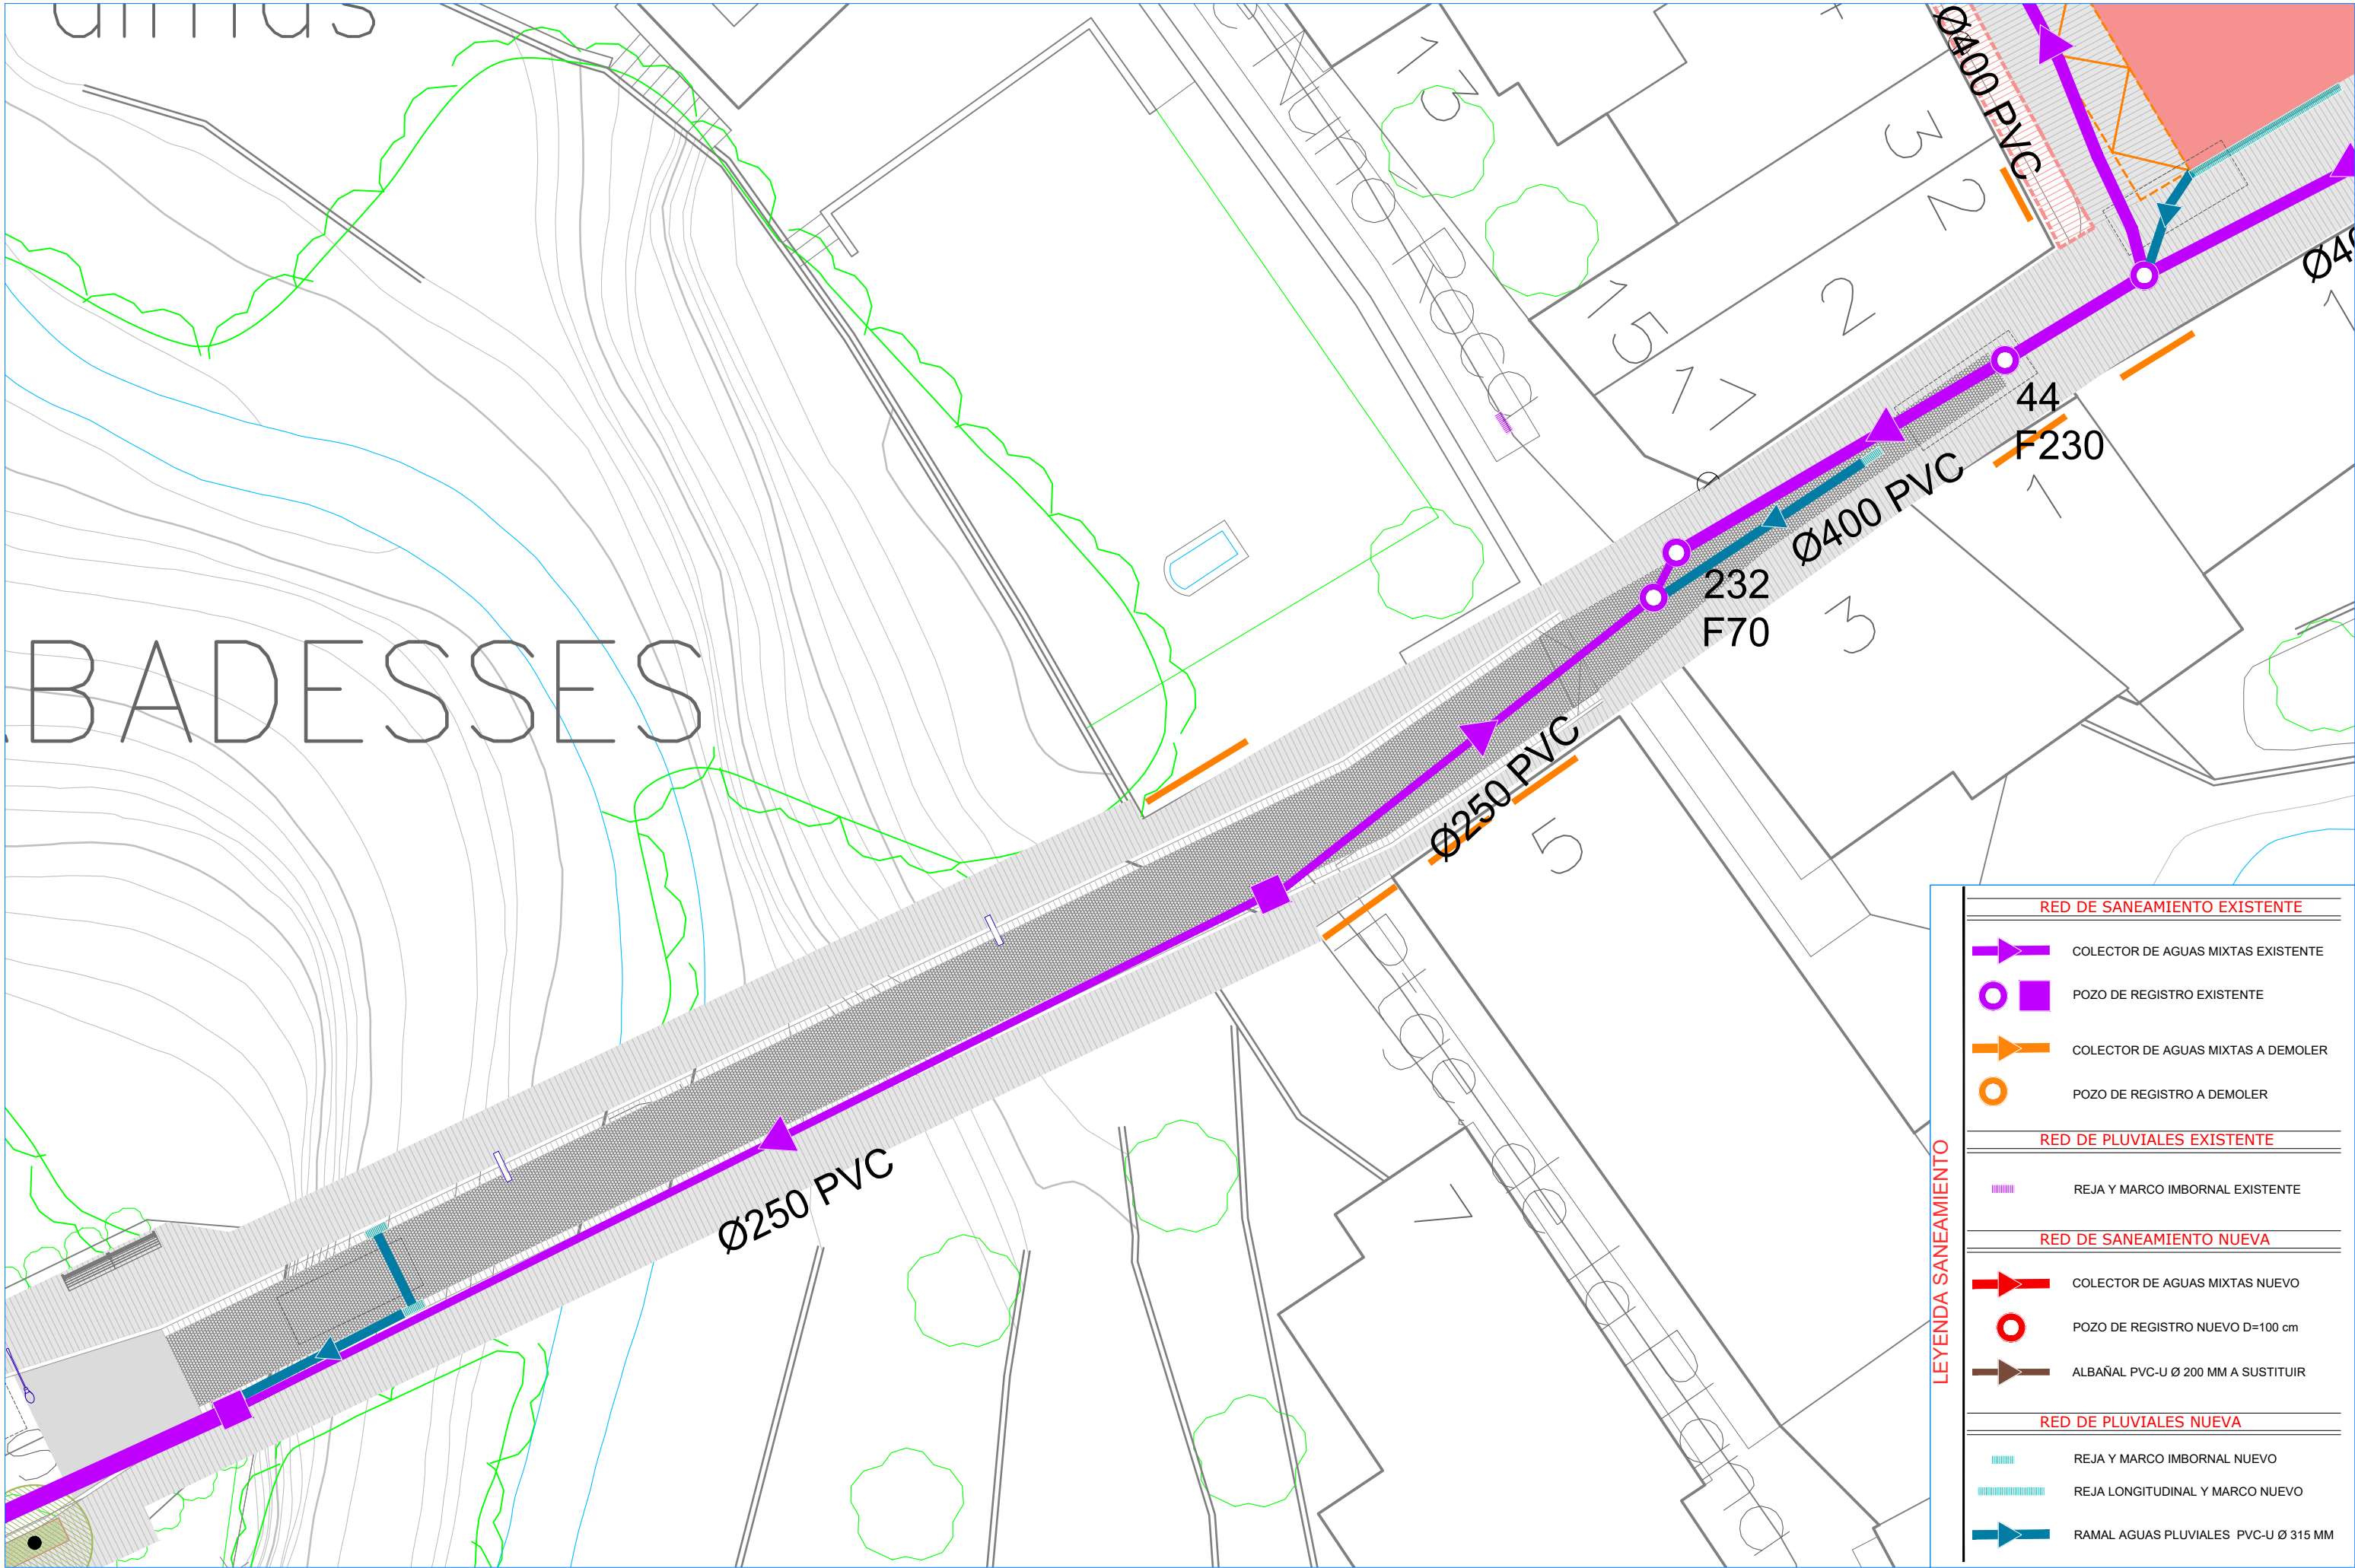 BADESSES
Ø400 PVC
44
F230
Ø400 PVC
232
F70
Ø250 PVC
Ø250 PVC
13
15
17
3
2
2
1
3
5
7
LEYENDA SANEAMIENTO
RED DE SANEAMIENTO EXISTENTE
COLECTOR DE AGUAS MIXTAS EXISTENTE
POZO DE REGISTRO EXISTENTE
COLECTOR DE AGUAS MIXTAS A DEMOLER
POZO DE REGISTRO A DEMOLER
RED DE PLUVIALES EXISTENTE
REJA Y MARCO IMBORNAL EXISTENTE
RED DE SANEAMIENTO NUEVA
COLECTOR DE AGUAS MIXTAS NUEVO
POZO DE REGISTRO NUEVO D=100 cm
ALBAÑAL PVC-U Ø 200 MM A SUSTITUIR
RED DE PLUVIALES NUEVA
REJA Y MARCO IMBORNAL NUEVO
REJA LONGITUDINAL Y MARCO NUEVO
RAMAL AGUAS PLUVIALES PVC-U Ø 315 MM